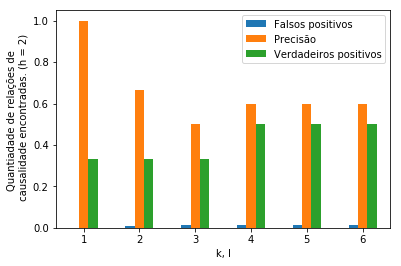 Falsos positivos
Precisão
Verdadeiros positivos
Quantiadade de relações de
causalidade encontradas. (h = 2)
1.0
0.8
0.6
0.4
0.2
0.0
1 2 3 4 5 6
k, l